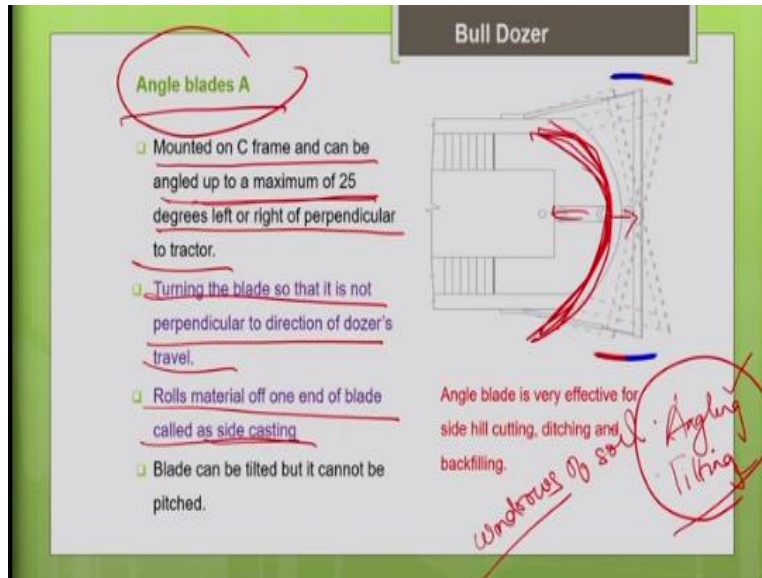 Bull Dozer
Angle blades A
Mounted on C frame and can be
angled up to a maximum of 25
degrees left or right of perpendicular
to tractor.
Turning the blade so that it is not
perpendicular to direction of dozer's
travel.
Rolls material off one end of blade
called as side casting
Blade can be tilted but it cannot be
pitched.
Angle blade is very effective for
side hill cutting, ditching and
backfilling.
windrows of soil.
Angling
Tilting